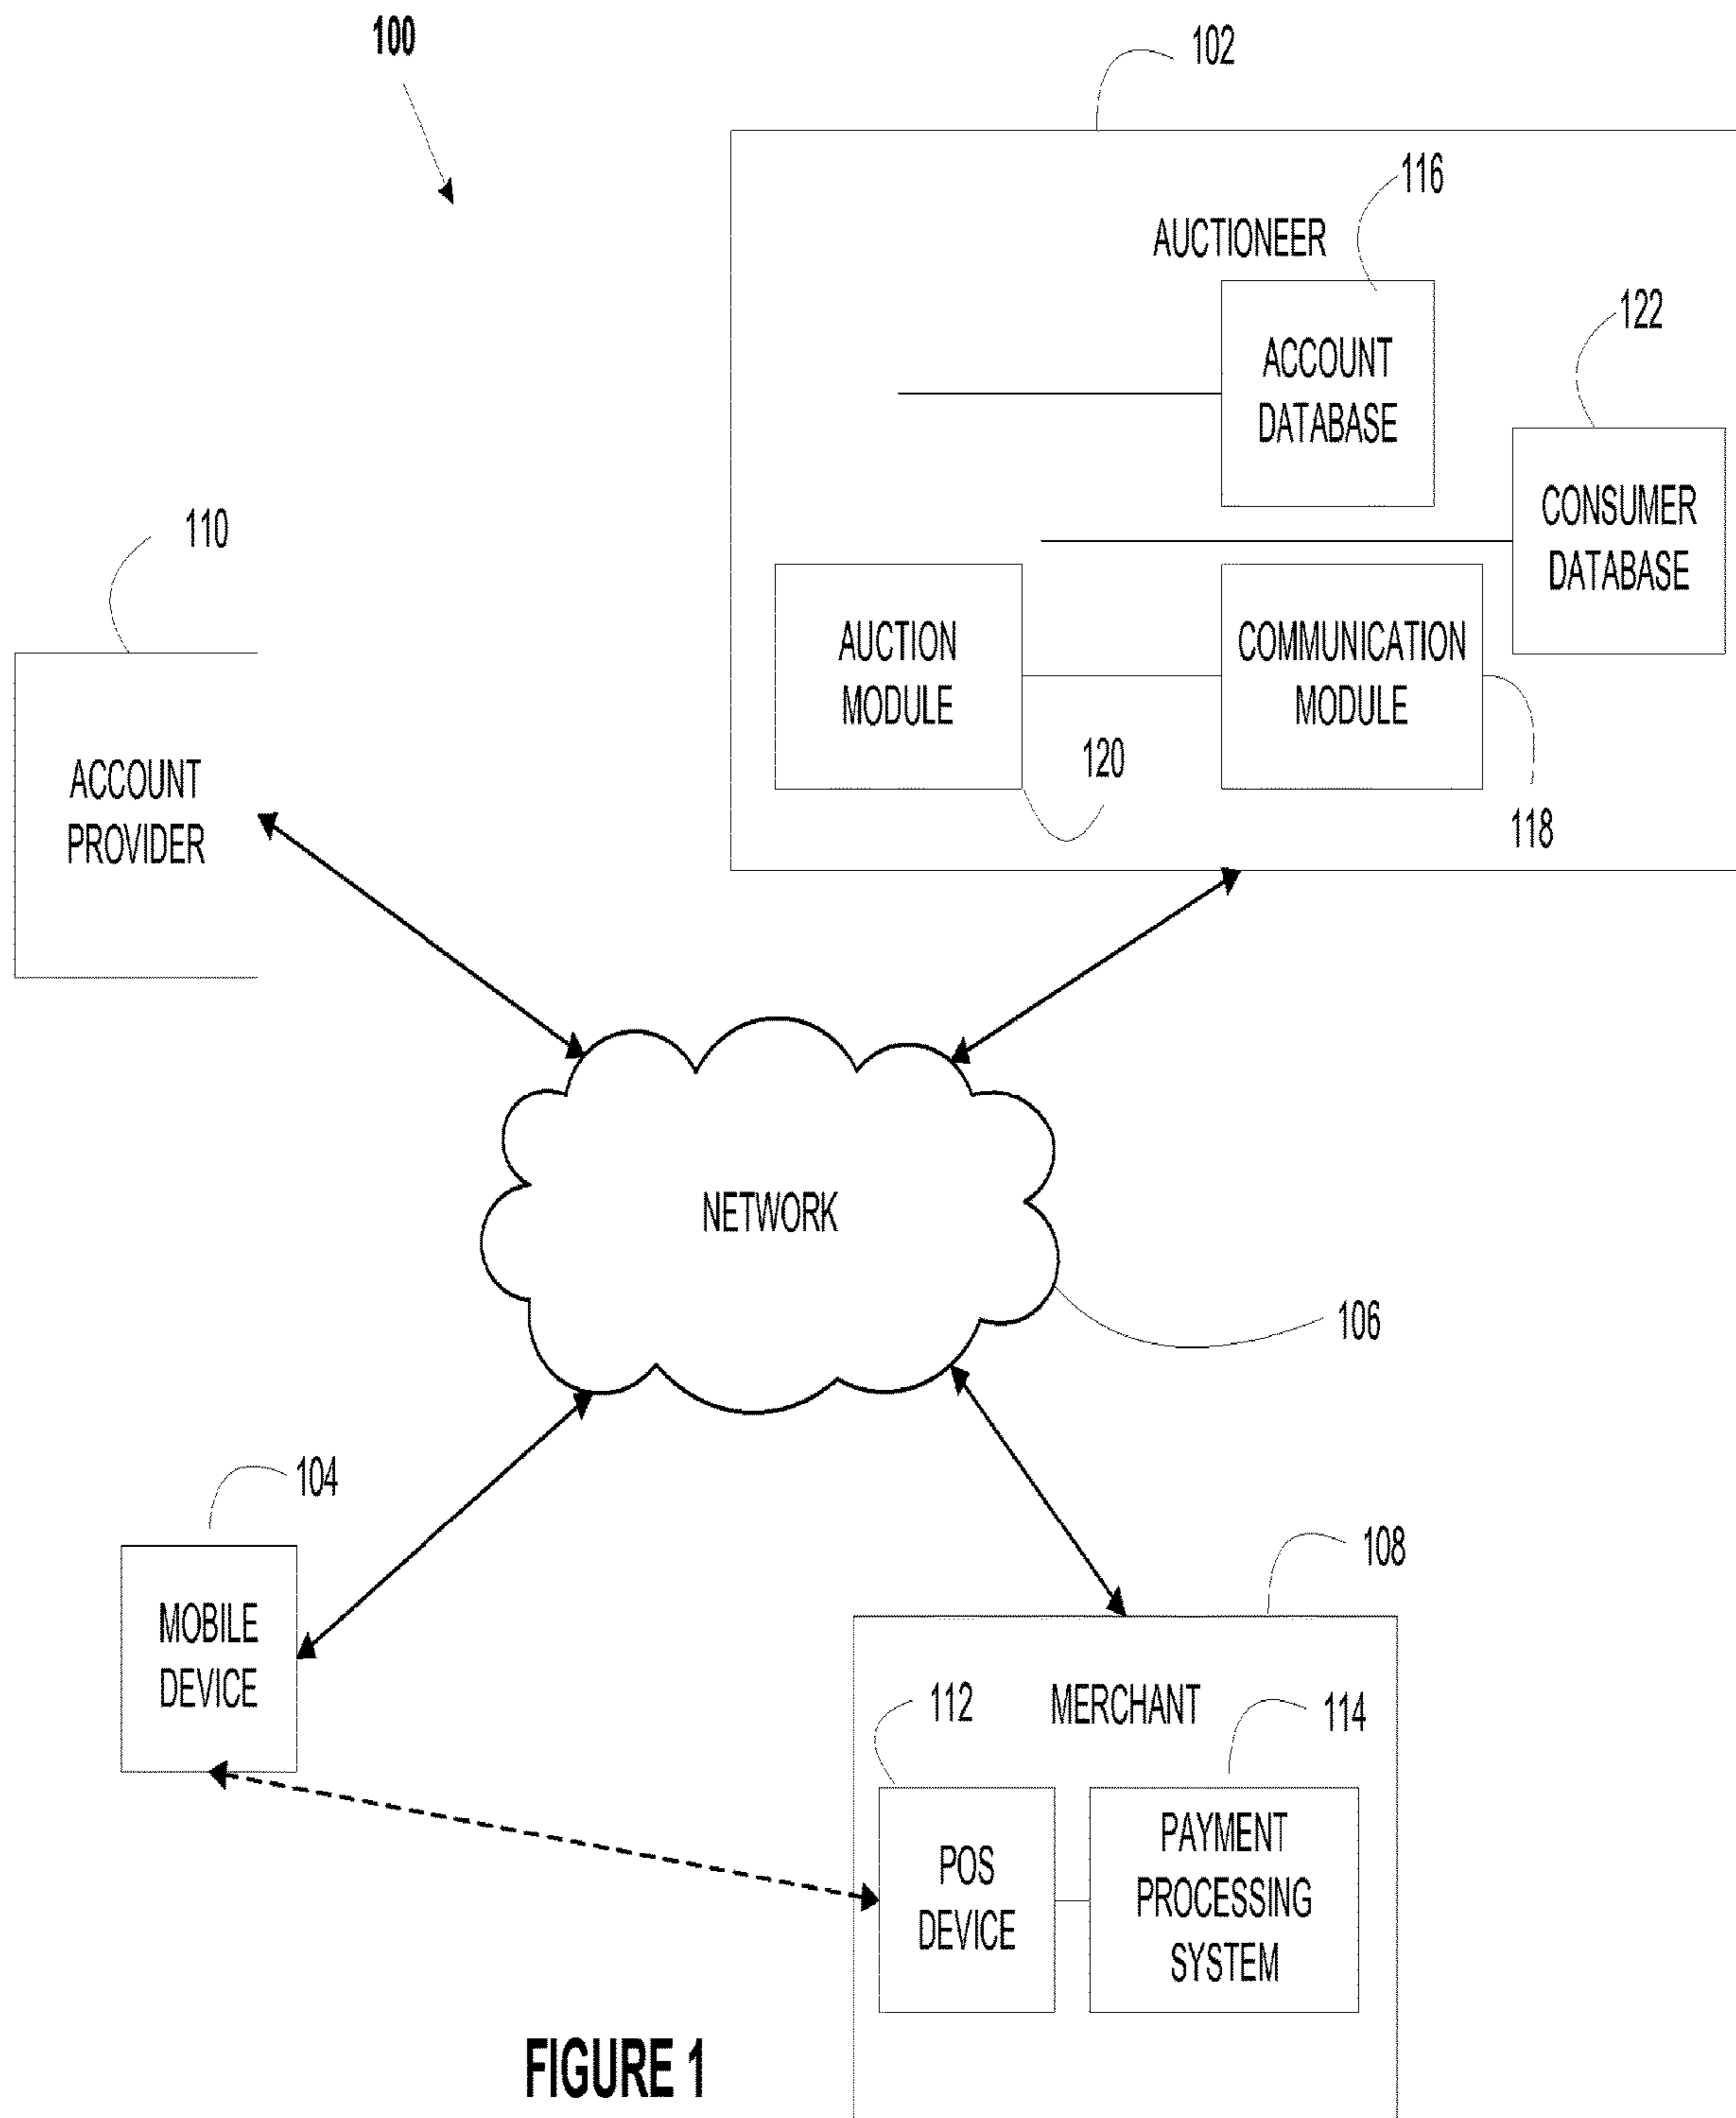 100
102
116
AUCTIONEER
122
ACCOUNT
DATABASE
CONSUMER
DATABASE
110
AUCTION
MODULE
COMMUNICATION
MODULE
120
118
ACCOUNT
PROVIDER
NETWORK
106
104
108
MOBILE
DEVICE
112
MERCHANT
114
POS
DEVICE
PAYMENT
PROCESSING
SYSTEM
FIGURE 1